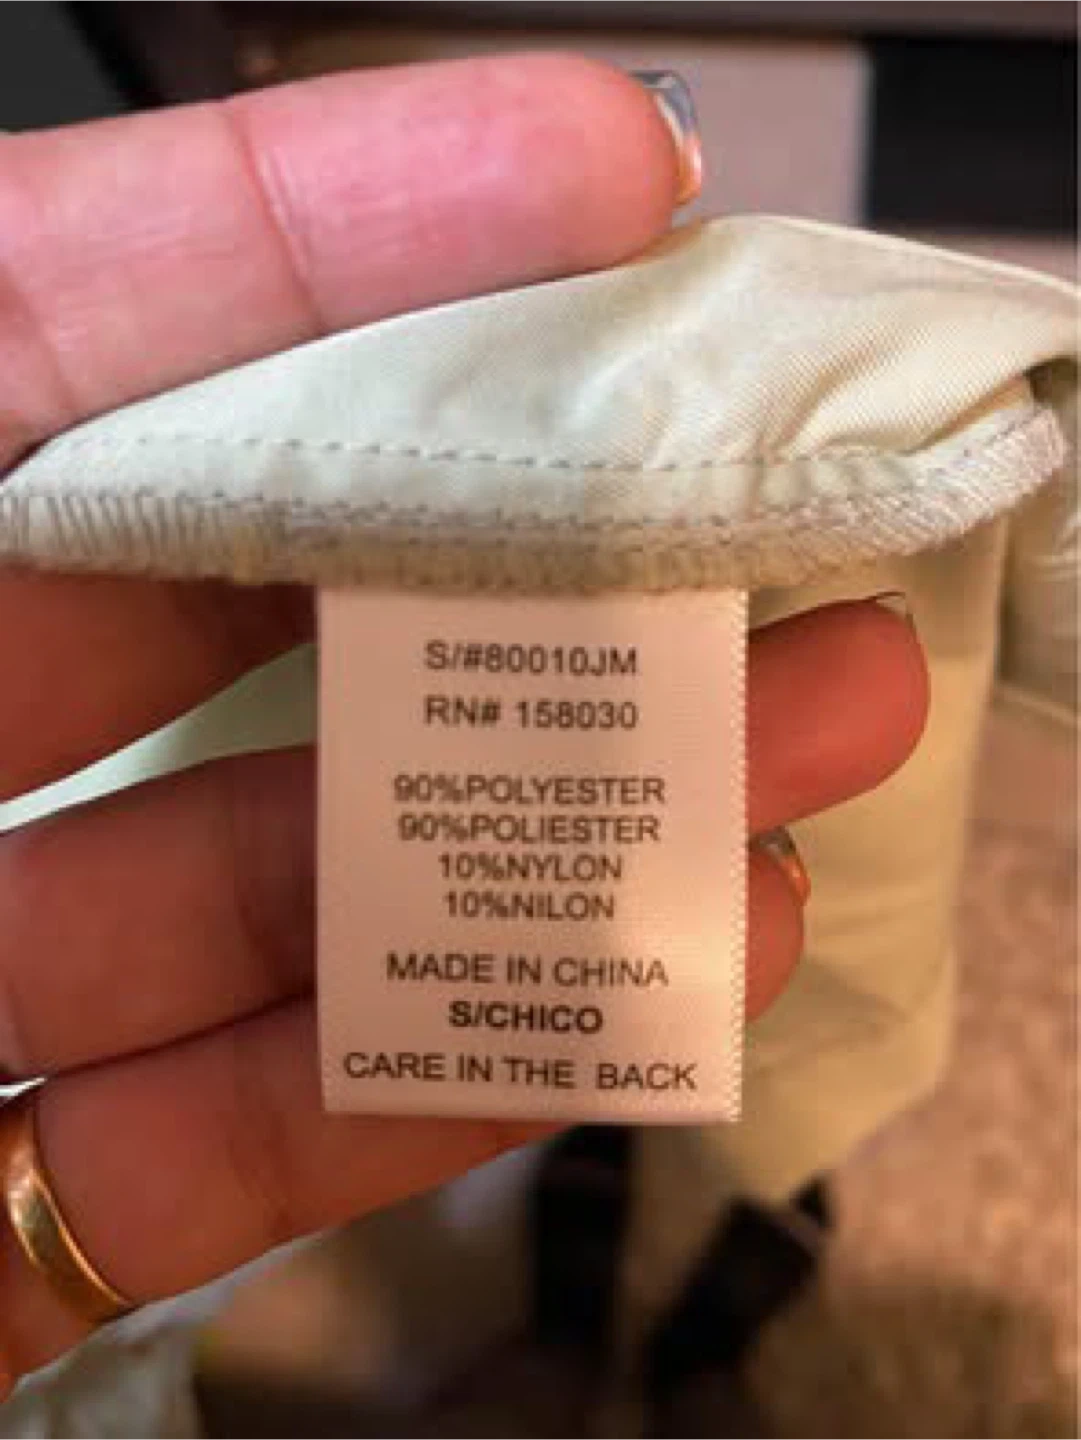 S/#80010JM
RN# 158030
90%POLYESTER
90%POLIESTER
10%NYLON
10%NILON
MADE IN CHINA
S/CHICO
CARE IN THE BACK